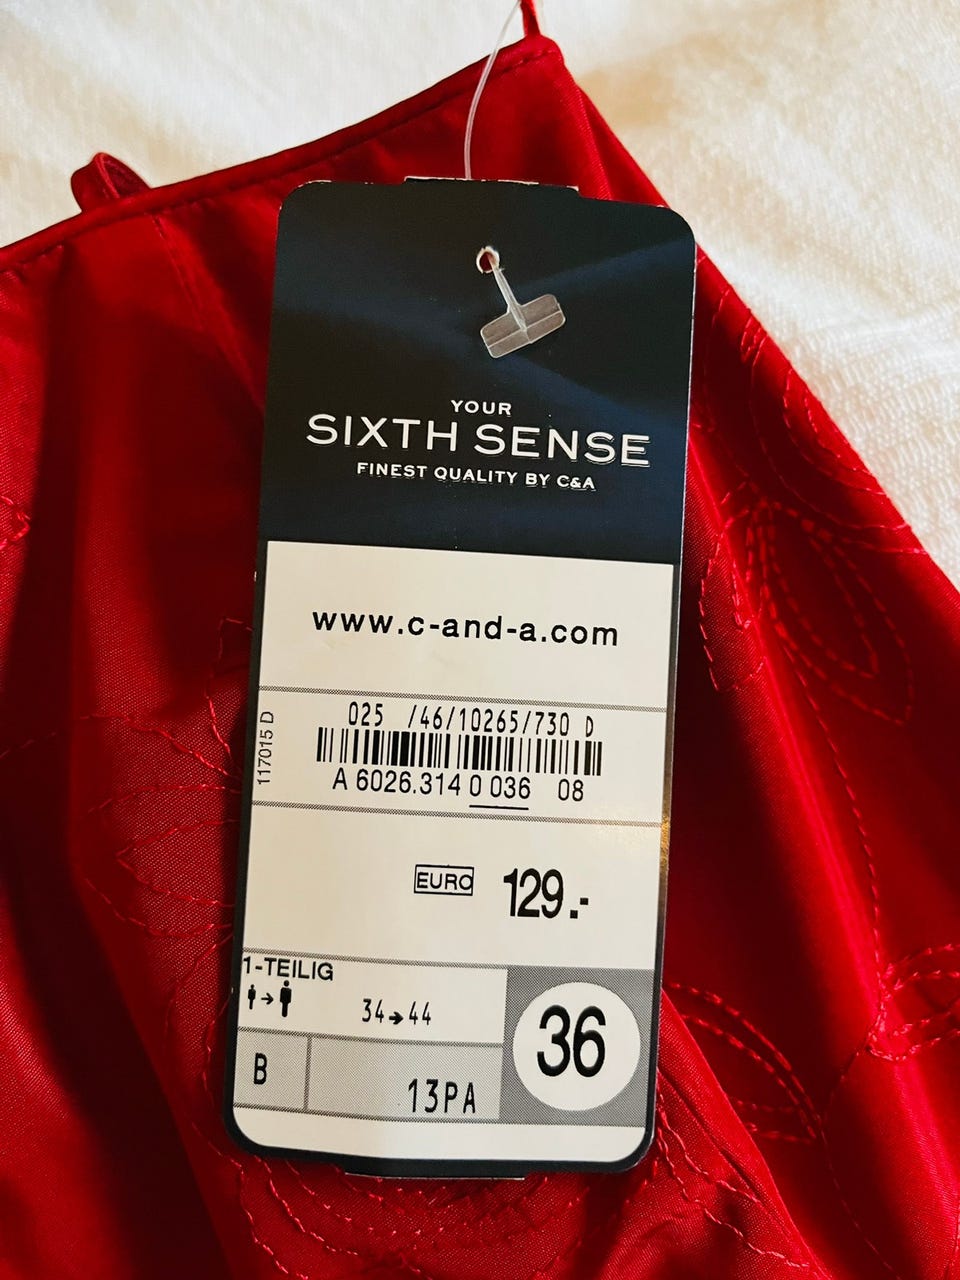 YOUR
SIXTH SENSE
FINEST QUALITY BY C&A
www.c-and-a.com
117015 D
025 /46/10265/730 D
A 6026.314 0 036 08
EURO 129.-
1-TEILIG
34→44
36
B 13PA